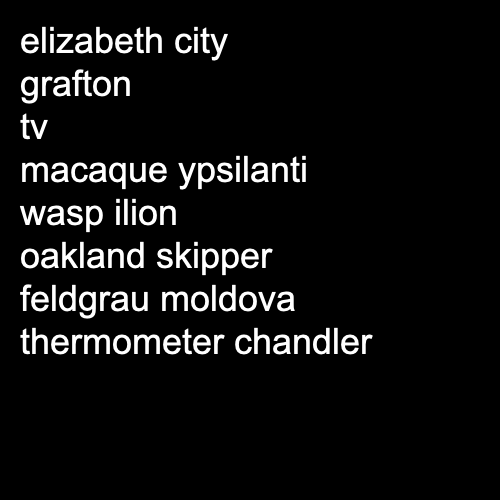 elizabeth city
grafton
tv
macaque ypsilanti
wasp ilion
oakland skipper
feldgrau moldova
thermometer chandler